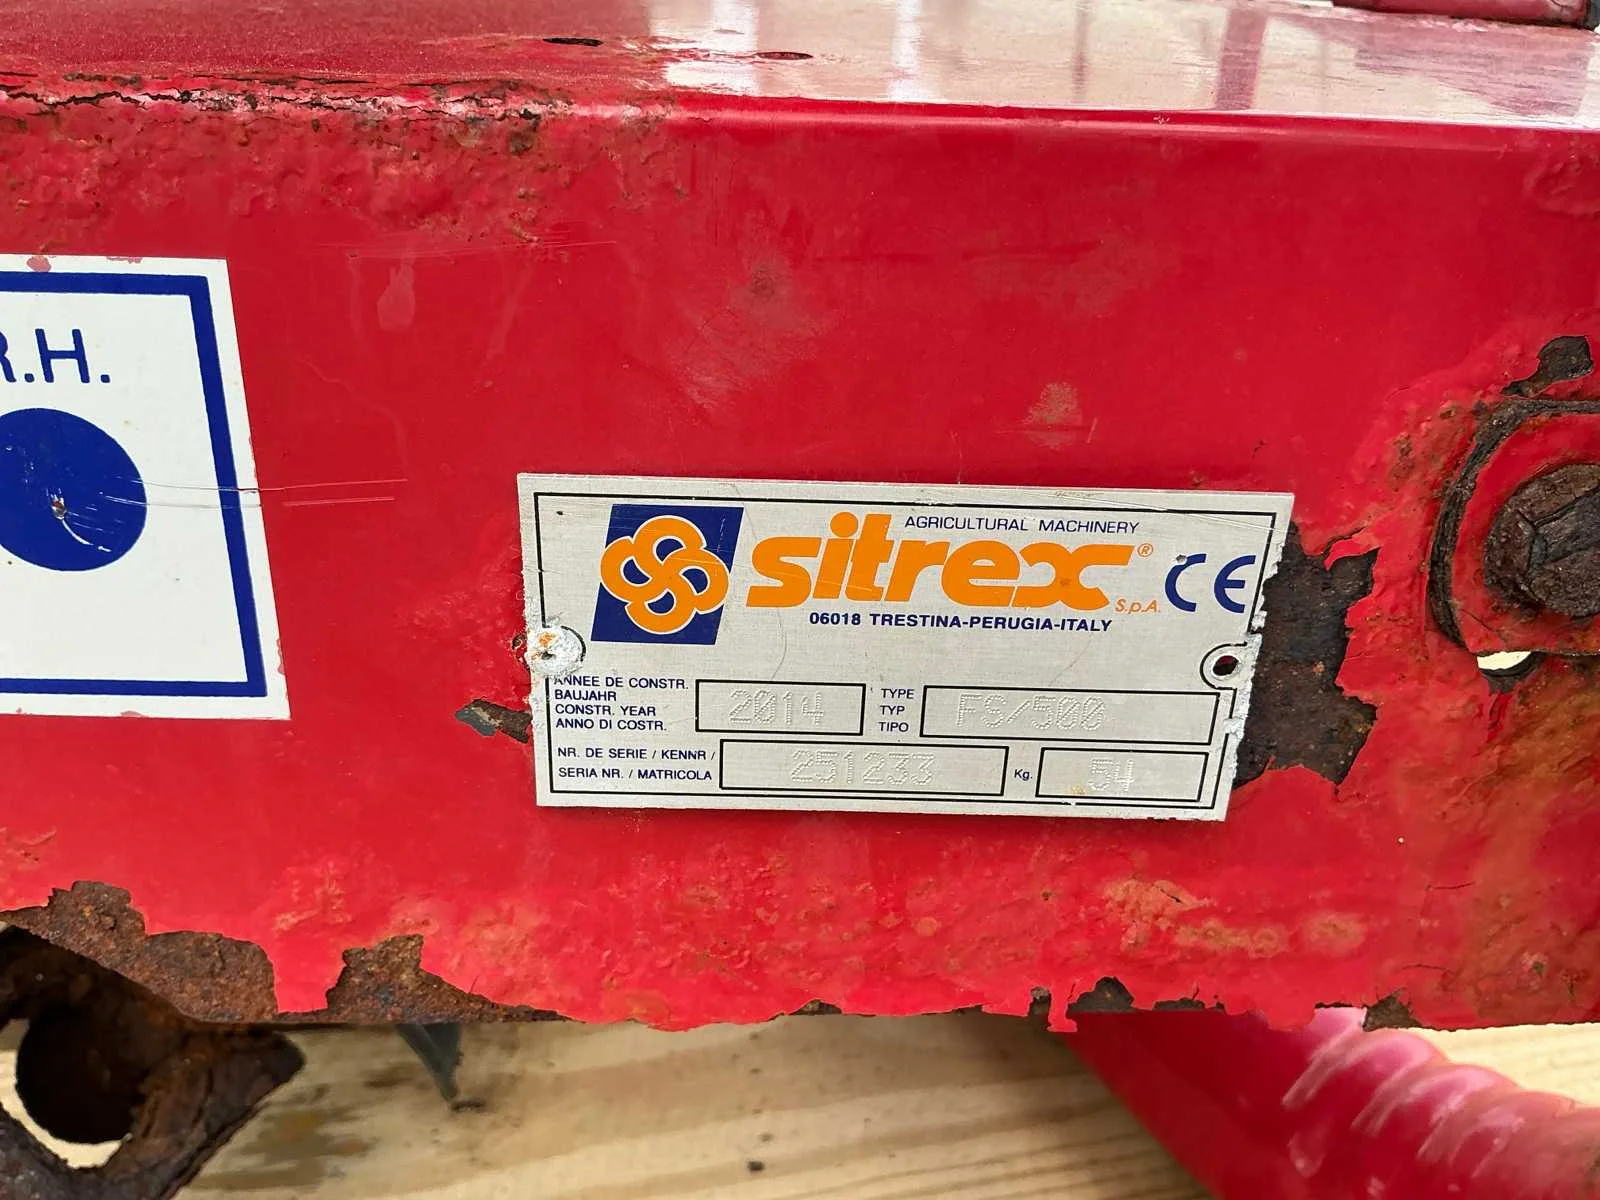 R.H.
AGRICULTURAL MACHINERY
sitrex® S.p.A. CE
06018 TRESTINA-PERUGIA-ITALY
ANNEE DE CONSTR.
BAUJAHR
CONSTR. YEAR
ANNO DI COSTR.
2014
TYPE
TYP
TIPO
FS/500
NR. DE SERIE / KENNR /
SERIA NR. / MATRICOLA
251233
Kg. 54